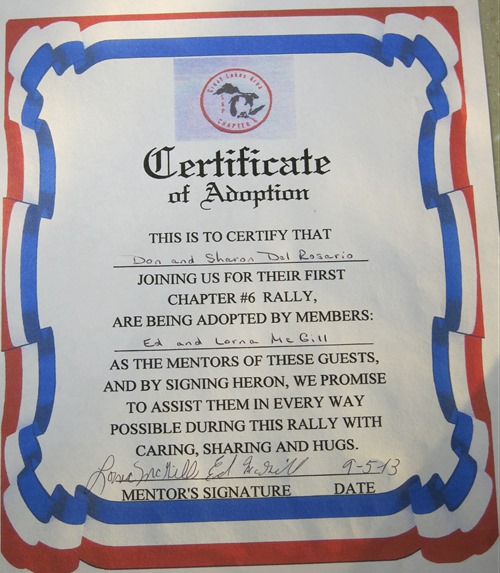 Great Lakes Area
CHAPTER 6
Certificate
of Adoption
THIS IS TO CERTIFY THAT
Don and Sharon Del Rosario
JOINING US FOR THEIR FIRST
CHAPTER #6 RALLY,
ARE BEING ADOPTED BY MEMBERS:
Ed and Lorna McGill
AS THE MENTORS OF THESE GUESTS,
AND BY SIGNING HERON, WE PROMISE
TO ASSIST THEM IN EVERY WAY
POSSIBLE DURING THIS RALLY WITH
CARING, SHARING AND HUGS.
Lorna McGill Ed McGill 9-5-13
MENTOR'S SIGNATURE DATE